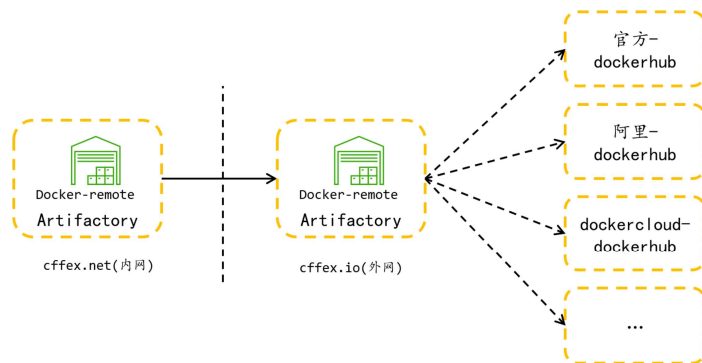 Docker-remote
Artifactory
cffex.net(内网)
Docker-remote
Artifactory
cffex.io(外网)
官方-
dockerhub
阿里-
dockerhub
dockercloud-
dockerhub
...